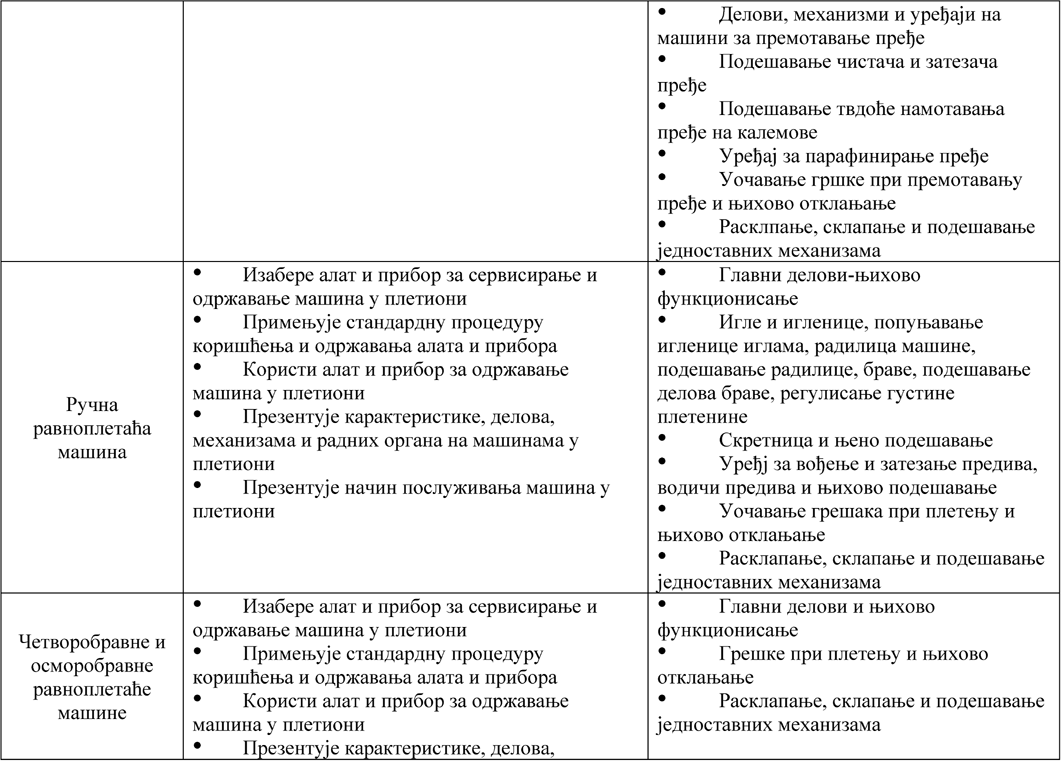 • Делови, механизми и уређаји на
машини за премотавање пређе
• Подешавање чистача и затезача
пређе
• Подешавање твдоће намотавања
пређе на калемове
• Уређај за парафинирање пређе
• Уочавање гршке при премотавању
пређе и њихово отклањање
• Расклпање, склапање и подешавање
једноставних механизама
Ручна
равноплетаћа
машина
• Изабере алат и прибор за сервисирање и
одржавање машина у плетиони
• Примењује стандардну процедуру
коришћења и одржавања алата и прибора
• Користи алат и прибор за одржавање
машина у плетиони
• Презентује карактеристике, делова,
механизама и радних органа на машинама у
плетиони
• Презентује начин послуживања машина у
плетиони
• Главни делови-њихово
функционисање
• Игле и игленице, попуњавање
игленице иглама, радилица машине,
подешавање радилице, браве, подешавање
делова браве, регулисање густине
плетенине
• Скретница и њено подешавање
• Уређј за вођење и затезање предива,
водичи предива и њихово подешавање
• Уочавање грешака при плетењу и
њихово отклањање
• Расклапање, склапање и подешавање
једноставних механизама
Четворобравне и
осморобравне
равноплетаће
машине
• Изабере алат и прибор за сервисирање и
одржавање машина у плетиони
• Примењује стандардну процедуру
коришћења и одржавања алата и прибора
• Користи алат и прибор за одржавање
машина у плетиони
• Презентује карактеристике, делова,
• Главни делови и њихово
функционисање
• Грешке при плетењу и њихово
отклањање
• Расклапање, склапање и подешавање
једноставних механизама